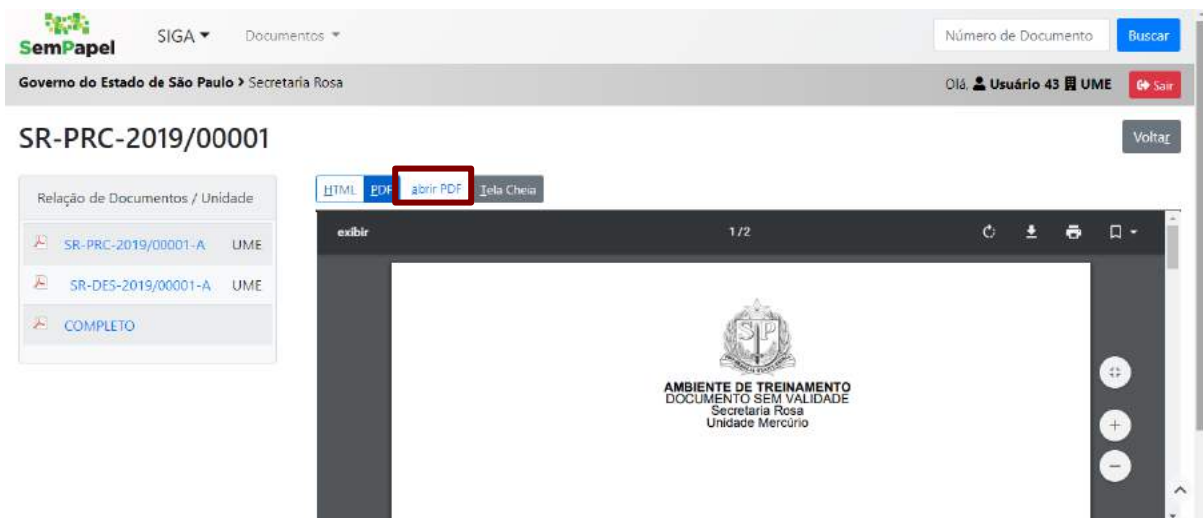 SemPapel
SIGA
Documentos
Número de Documento
Buscar
Governo do Estado de São Paulo > Secretaria Rosa
Olá, Usuário 43 UME
Sair
SR-PRC-2019/00001
Voltar
Relação de Documentos / Unidade
SR-PRC-2019/00001-A UME
SR-DES-2019/00001-A UME
COMPLETO
HTML PDF abrir PDF Tela Cheia
exibir
1/2
SP
AMBIENTE DE TREINAMENTO
DOCUMENTO SEM VALIDADE
Secretaria Rosa
Unidade Mercúrio